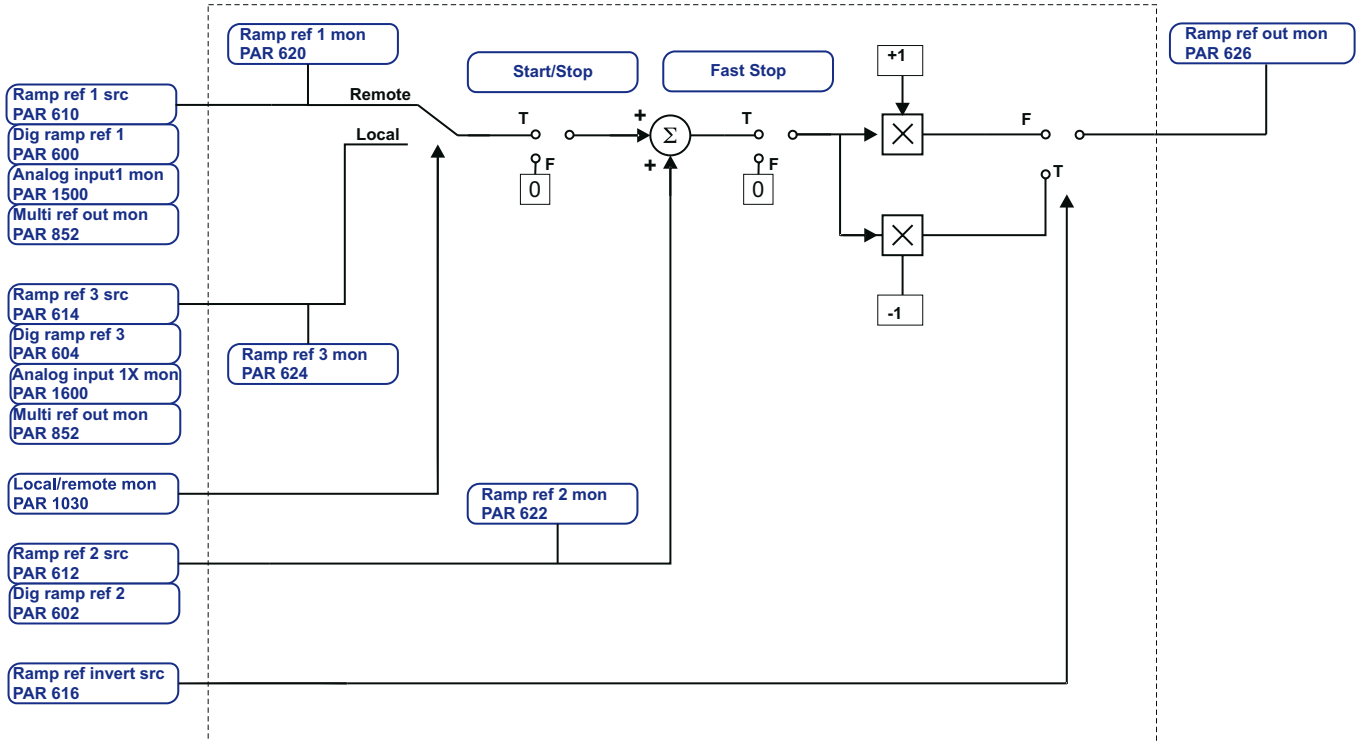 Ramp ref 1 mon
PAR 620
Start/Stop
Fast Stop
+1
Ramp ref out mon
PAR 626
Ramp ref 1 src
PAR 610
Dig ramp ref 1
PAR 600
Analog input1 mon
PAR 1500
Multi ref out mon
PAR 852
Remote
Local
T
F
0
+
+
Σ
T
F
0
F
T
-1
Ramp ref 3 src
PAR 614
Dig ramp ref 3
PAR 604
Analog input 1X mon
PAR 1600
Multi ref out mon
PAR 852
Ramp ref 3 mon
PAR 624
Local/remote mon
PAR 1030
Ramp ref 2 mon
PAR 622
Ramp ref 2 src
PAR 612
Dig ramp ref 2
PAR 602
Ramp ref invert src
PAR 616